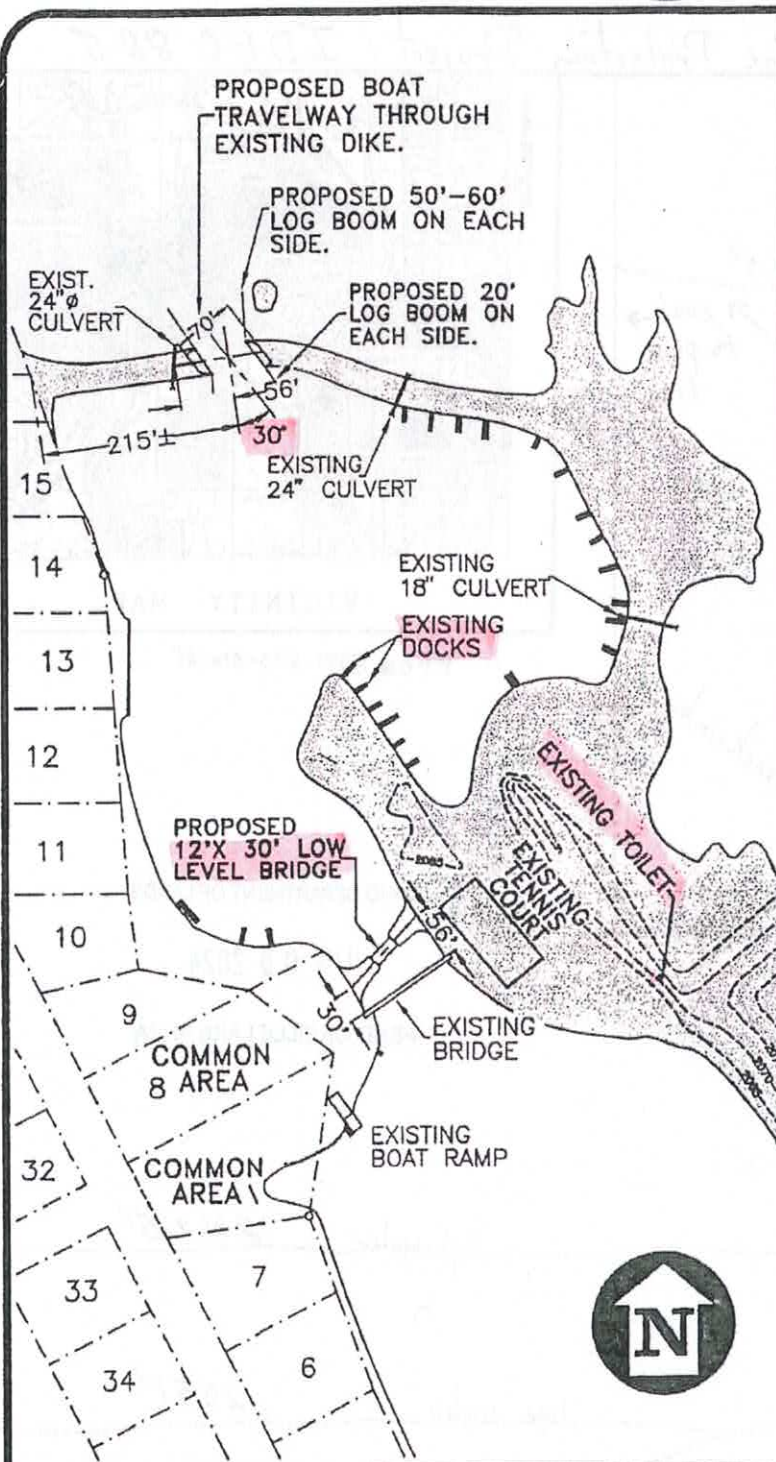 PROPOSED BOAT
TRAVELWAY THROUGH
EXISTING DIKE.
PROPOSED 50'-60'
LOG BOOM ON EACH
SIDE.
EXIST.
24"ø
CULVERT
PROPOSED 20'
LOG BOOM ON
EACH SIDE.
56'
215'±
30'
EXISTING
24" CULVERT
15
14
13
12
11
10
EXISTING
18" CULVERT
EXISTING
DOCKS
EXISTING TOILET
PROPOSED
12'X 30' LOW
LEVEL BRIDGE
2065
EXISTING
TENNIS
COURT
56'
30'
EXISTING
BRIDGE
9
COMMON
8 AREA
EXISTING
BOAT RAMP
COMMON
AREA
32
33
34
7
6
2070
2065
N